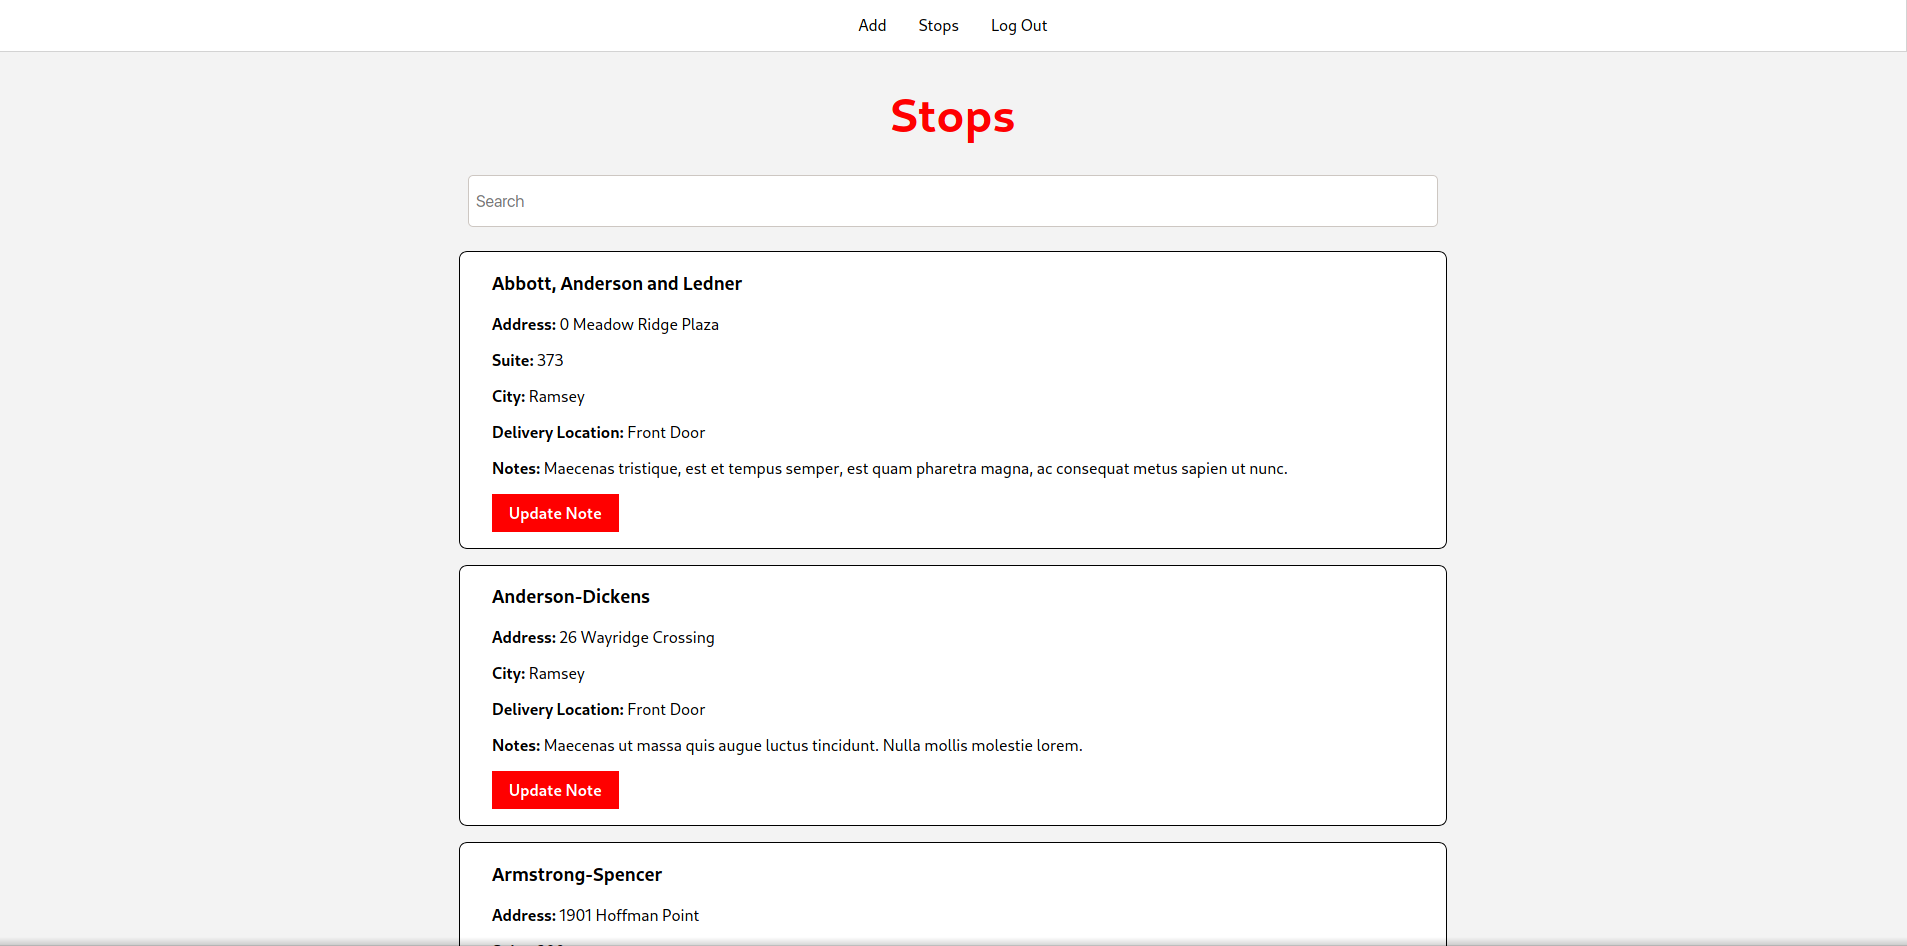 Add Stops Log Out
Stops
Search
Abbott, Anderson and Ledner
Address: 0 Meadow Ridge Plaza
Suite: 373
City: Ramsey
Delivery Location: Front Door
Notes: Maecenas tristique, est et tempus semper, est quam pharetra magna, ac consequat metus sapien ut nunc.
Update Note
Anderson-Dickens
Address: 26 Wayridge Crossing
City: Ramsey
Delivery Location: Front Door
Notes: Maecenas ut massa quis augue luctus tincidunt. Nulla mollis molestie lorem.
Update Note
Armstrong-Spencer
Address: 1901 Hoffman Point